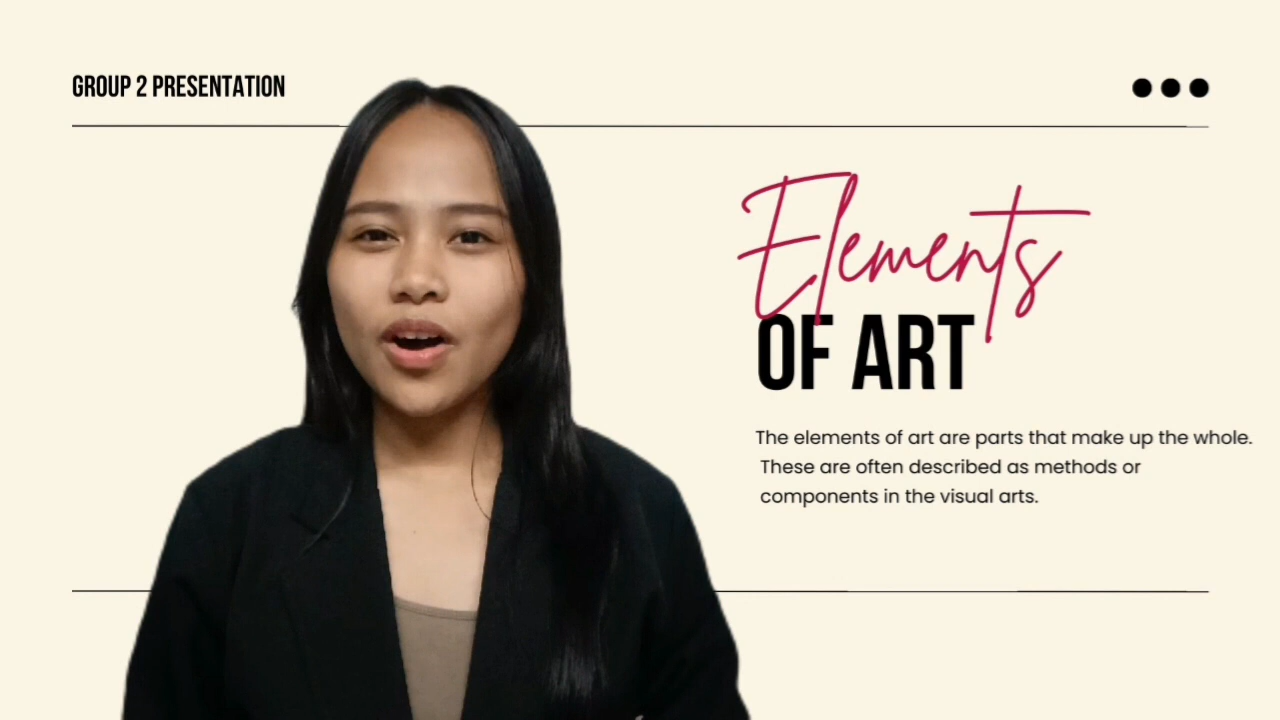 GROUP 2 PRESENTATION
Elements
OF ART
The elements of art are parts that make up the whole.
These are often described as methods or
components in the visual arts.